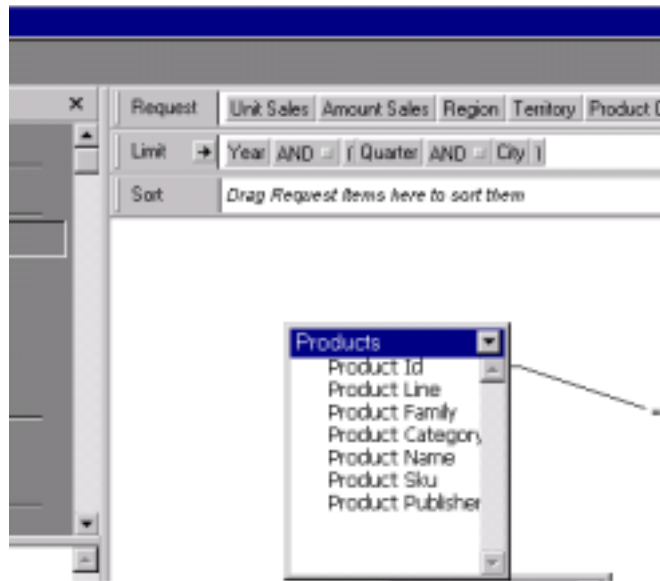 Request Unit Sales Amount Sales Region Territory Product
Limit Year AND ( Quarter AND City )
Sort Drag Request items here to sort them
Products
Product Id
Product Line
Product Family
Product Category
Product Name
Product Sku
Product Publisher